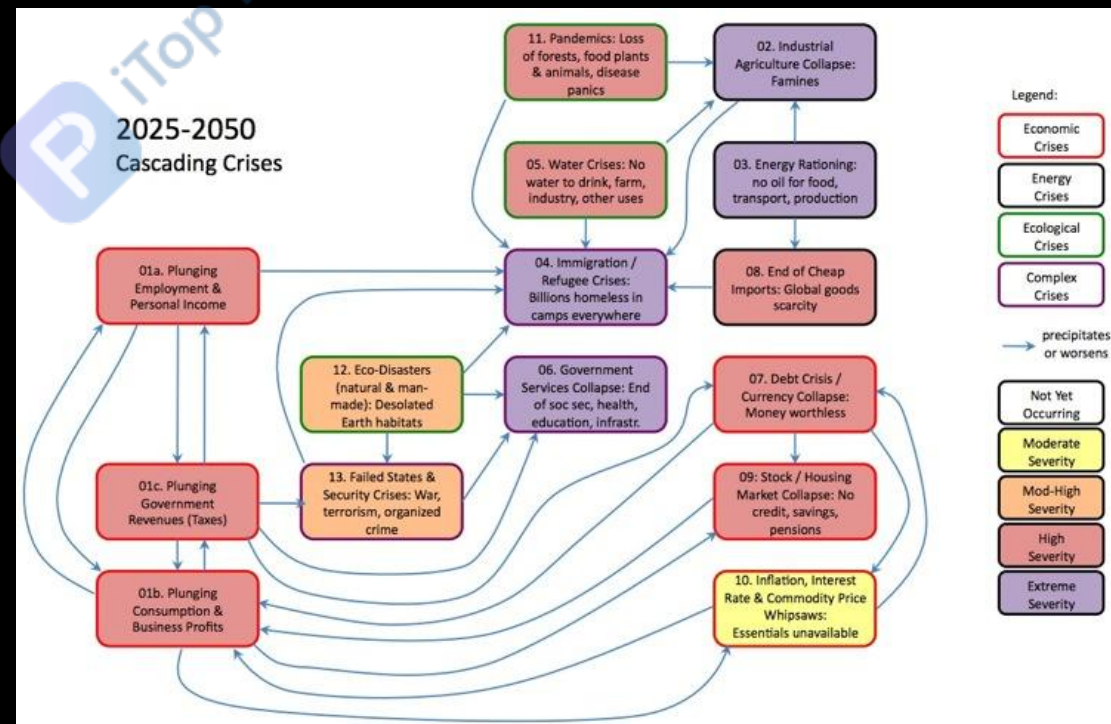 iTop
2025-2050
Cascading Crises
11. Pandemics: Loss
of forests, food plants
& animals, disease
panics
02. Industrial
Agriculture Collapse:
Famines
05. Water Crises: No
water to drink, farm,
industry, other uses
03. Energy Rationing:
no oil for food,
transport, production
01a. Plunging
Employment &
Personal Income
04. Immigration /
Refugee Crises:
Billions homeless in
camps everywhere
08. End of Cheap
Imports: Global goods
scarcity
12. Eco-Disasters
(natural & man-
made): Desolated
Earth habitats
06. Government
Services Collapse: End
of soc sec, health,
education, infrastr.
07. Debt Crisis /
Currency Collapse:
Money worthless
01c. Plunging
Government
Revenues (Taxes)
13. Failed States &
Security Crises: War,
terrorism, organized
crime
09: Stock / Housing
Market Collapse: No
credit, savings,
pensions
01b. Plunging
Consumption &
Business Profits
10. Inflation, Interest
Rate & Commodity Price
Whipsaws:
Essentials unavailable
Legend:
Economic
Crises
Energy
Crises
Ecological
Crises
Complex
Crises
precipitates
or worsens
Not Yet
Occurring
Moderate
Severity
Mod-High
Severity
High
Severity
Extreme
Severity